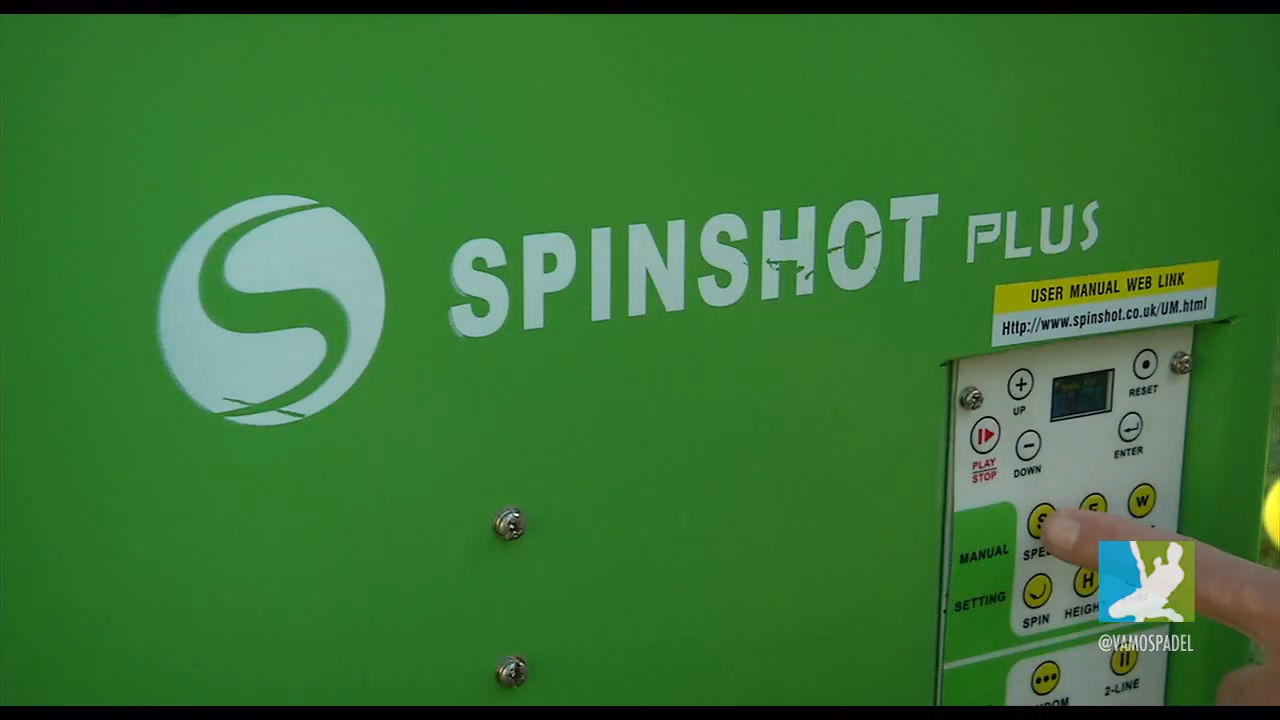 SPINSHOT PLUS
USER MANUAL WEB LINK
Http://www.spinshot.co.uk/UM.html
UP
RESET
PLAY
STOP
DOWN
ENTER
S
W
MANUAL
SETTING
H
SPIN
@VAMOSPADEL
2-LINE